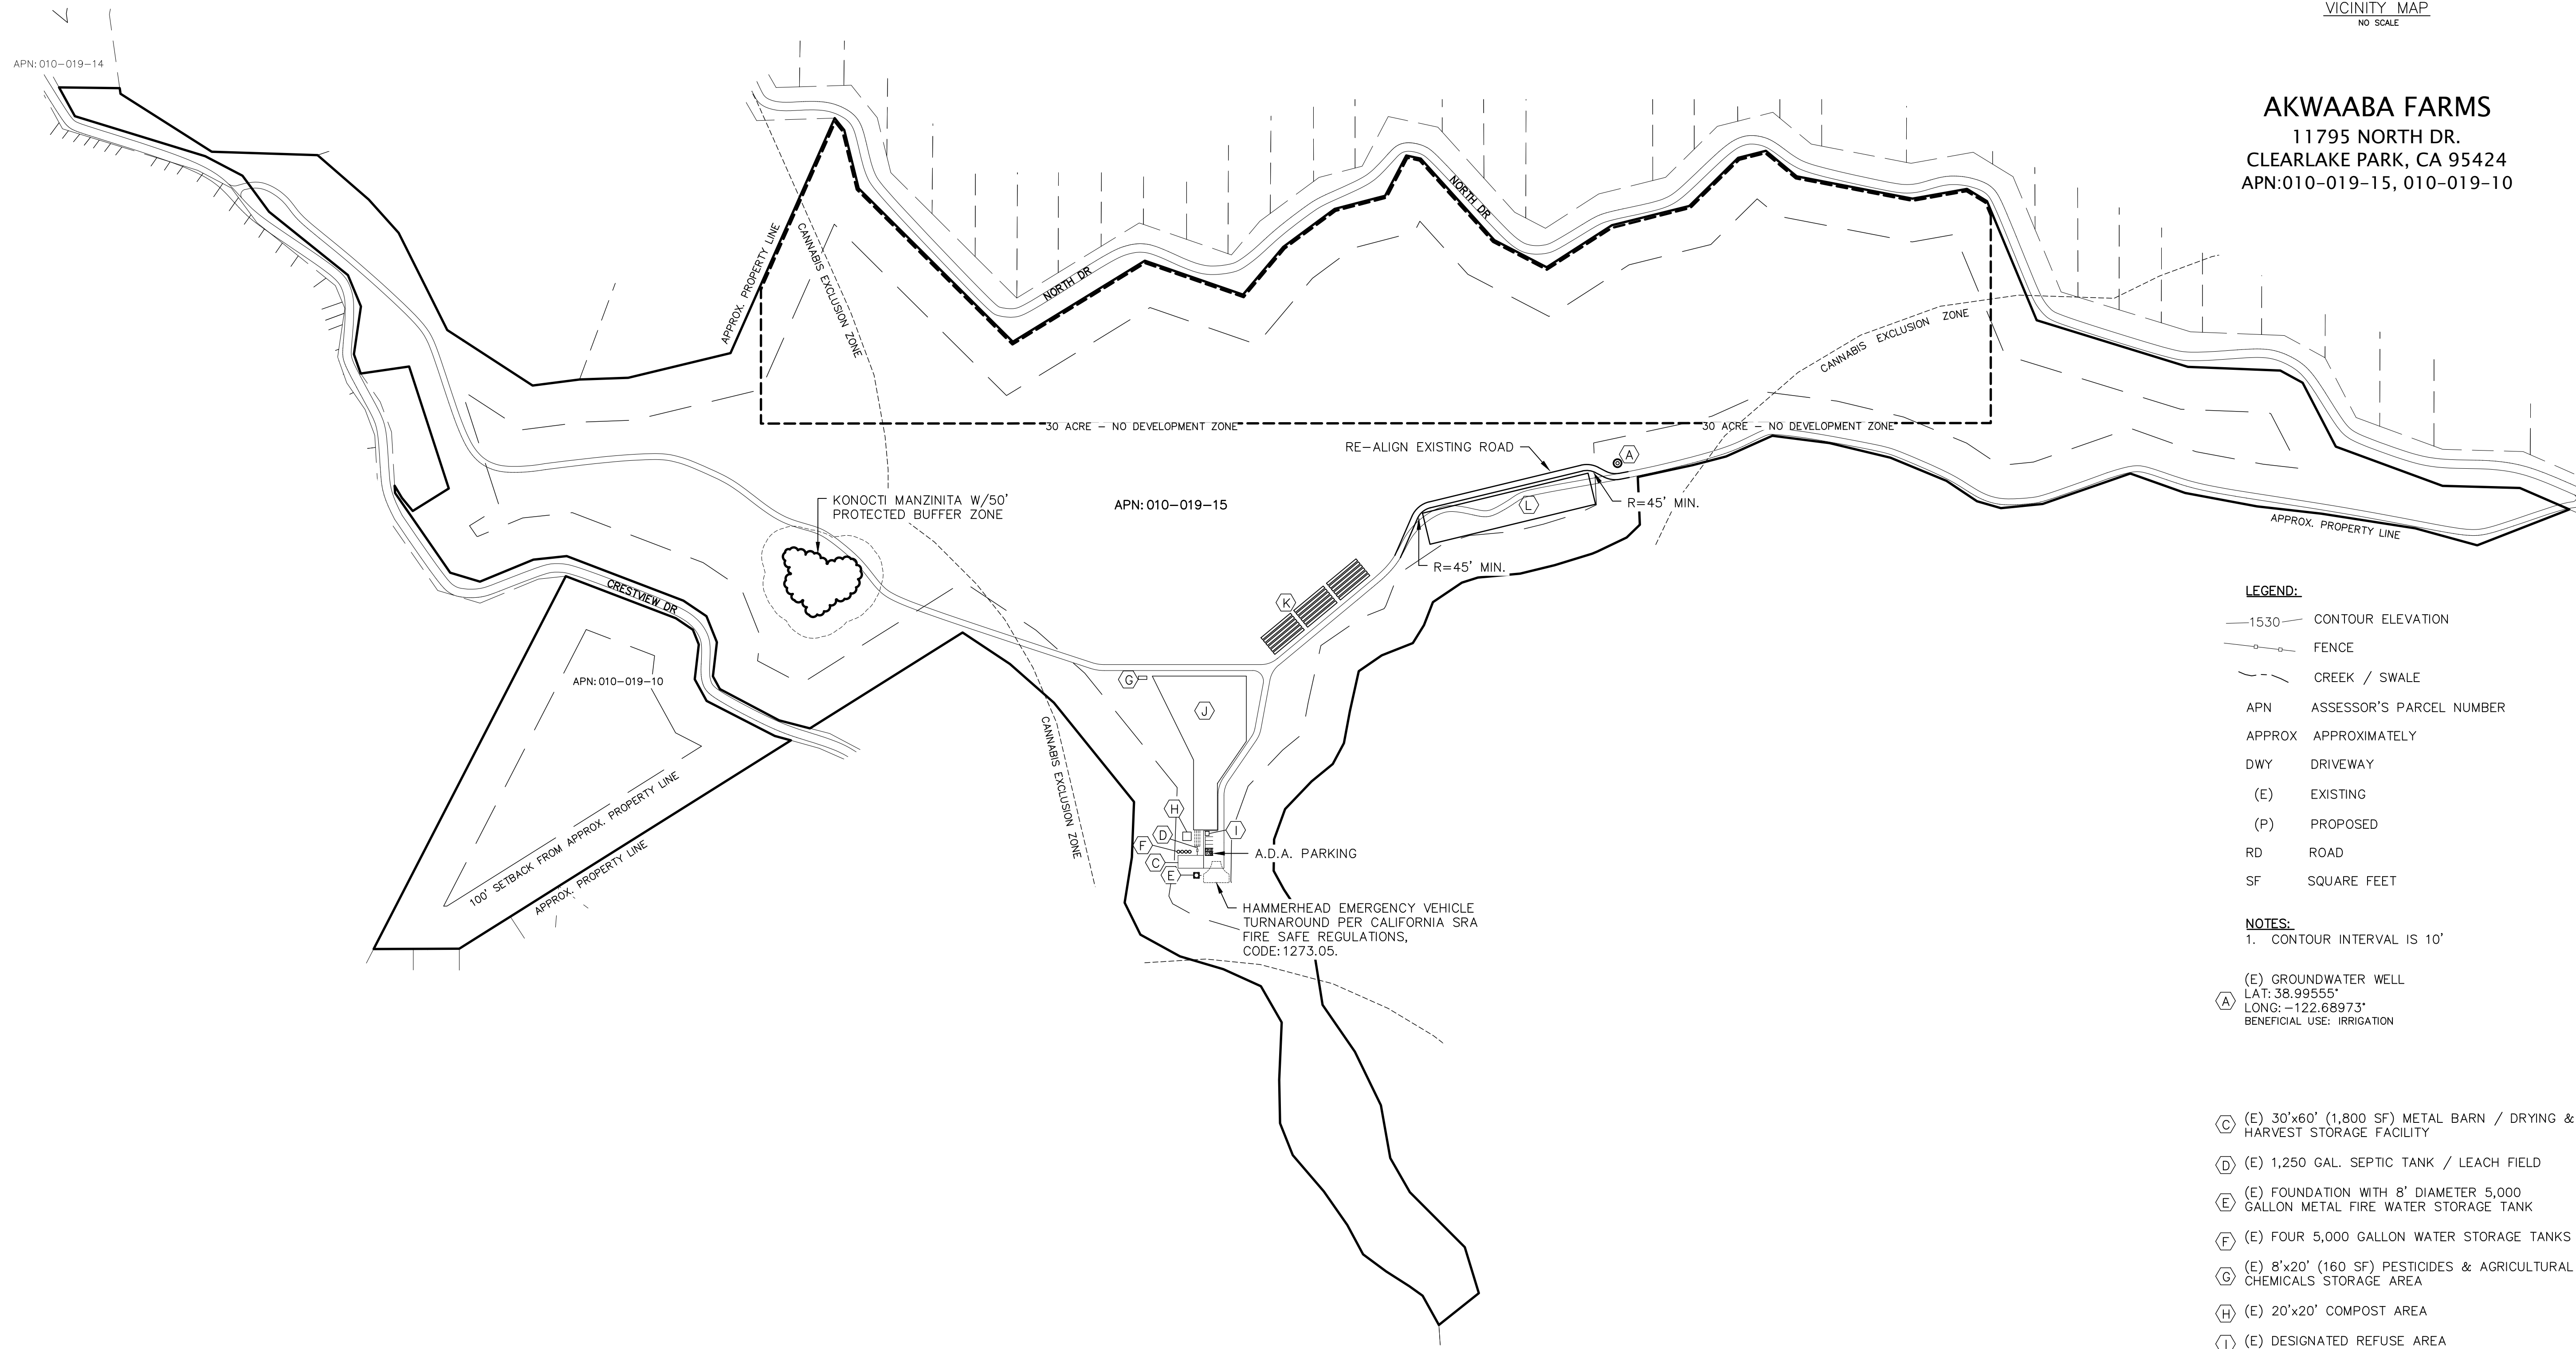 VICINITY MAP
NO SCALE
AKWAABA FARMS
11795 NORTH DR.
CLEARLAKE PARK, CA 95424
APN:010-019-15, 010-019-10
APN: 010-019-14
APPROX. PROPERTY LINE
CANNABIS EXCLUSION ZONE
NORTH DR
NORTH DR
CANNABIS EXCLUSION ZONE
30 ACRE - NO DEVELOPMENT ZONE
30 ACRE - NO DEVELOPMENT ZONE
RE-ALIGN EXISTING ROAD
A
KONOCTI MANZINITA W/50'
PROTECTED BUFFER ZONE
APN: 010-019-15
L
R=45' MIN.
R=45' MIN.
APPROX. PROPERTY LINE
K
CRESTVIEW DR
APN: 010-019-10
G
J
CANNABIS EXCLUSION ZONE
100' SETBACK FROM APPROX. PROPERTY LINE
APPROX. PROPERTY LINE
H
D
I
F
C
E
A.D.A. PARKING
HAMMERHEAD EMERGENCY VEHICLE
TURNAROUND PER CALIFORNIA SRA
FIRE SAFE REGULATIONS,
CODE: 1273.05.
LEGEND:
1530 CONTOUR ELEVATION
FENCE
CREEK / SWALE
APN ASSESSOR'S PARCEL NUMBER
APPROX APPROXIMATELY
DWY DRIVEWAY
(E) EXISTING
(P) PROPOSED
RD ROAD
SF SQUARE FEET
NOTES:
1. CONTOUR INTERVAL IS 10'
A (E) GROUNDWATER WELL
LAT: 38.99555°
LONG: -122.68973°
BENEFICIAL USE: IRRIGATION
C (E) 30'x60' (1,800 SF) METAL BARN / DRYING &
HARVEST STORAGE FACILITY
D (E) 1,250 GAL. SEPTIC TANK / LEACH FIELD
E (E) FOUNDATION WITH 8' DIAMETER 5,000
GALLON METAL FIRE WATER STORAGE TANK
F (E) FOUR 5,000 GALLON WATER STORAGE TANKS
G (E) 8'x20' (160 SF) PESTICIDES & AGRICULTURAL
CHEMICALS STORAGE AREA
H (E) 20'x20' COMPOST AREA
I (E) DESIGNATED REFUSE AREA